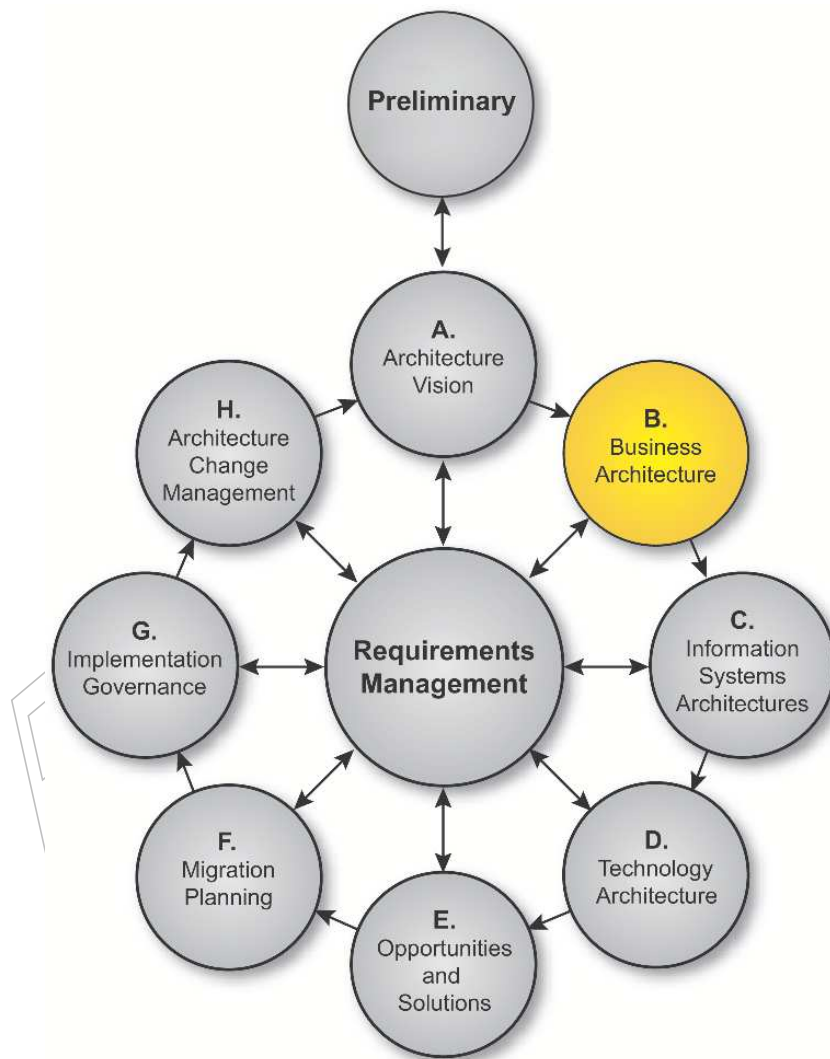 Preliminary
A.
Architecture
Vision
B.
Business
Architecture
H.
Architecture
Change
Management
C.
Information
Systems
Architectures
G.
Implementation
Governance
Requirements
Management
D.
Technology
Architecture
F.
Migration
Planning
E.
Opportunities
and
Solutions